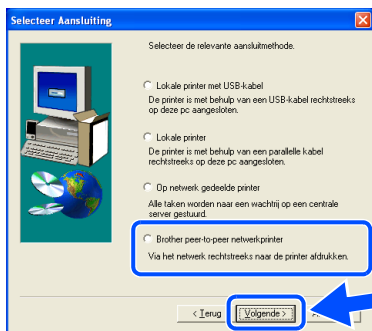 Selecteer Aansluiting
Selecteer de relevante aansluitmethode.
Lokale printer met USB-kabel
De printer is met behulp van een USB-kabel rechtstreeks
op deze pc aangesloten.
Lokale printer
De printer is met behulp van een parallelle kabel
rechtstreeks op deze pc aangesloten.
Op netwerk gedeelde printer
Alle taken worden naar een wachtrij op een centrale
server gestuurd.
Brother peer-to-peer netwerkprinter
Via het netwerk rechtstreeks naar de printer afdrukken.
< Terug Volgende >